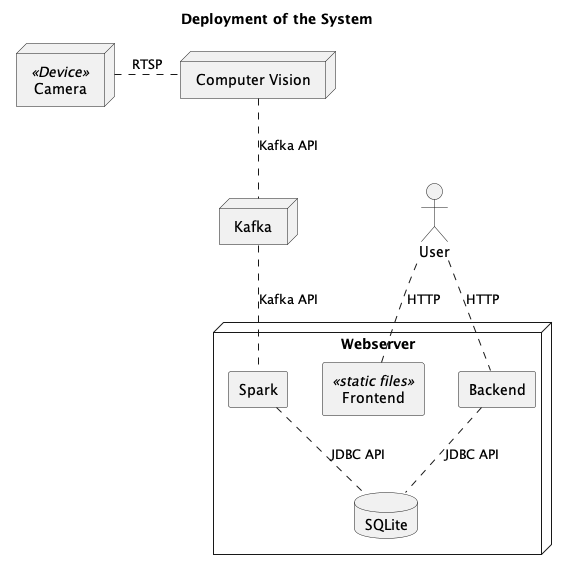 Deployment of the System
«Device»
Camera
RTSP
Computer Vision
Kafka API
Kafka
User
Kafka API
HTTP
HTTP
Webserver
Spark
«static files»
Frontend
Backend
JDBC API
JDBC API
SQLite